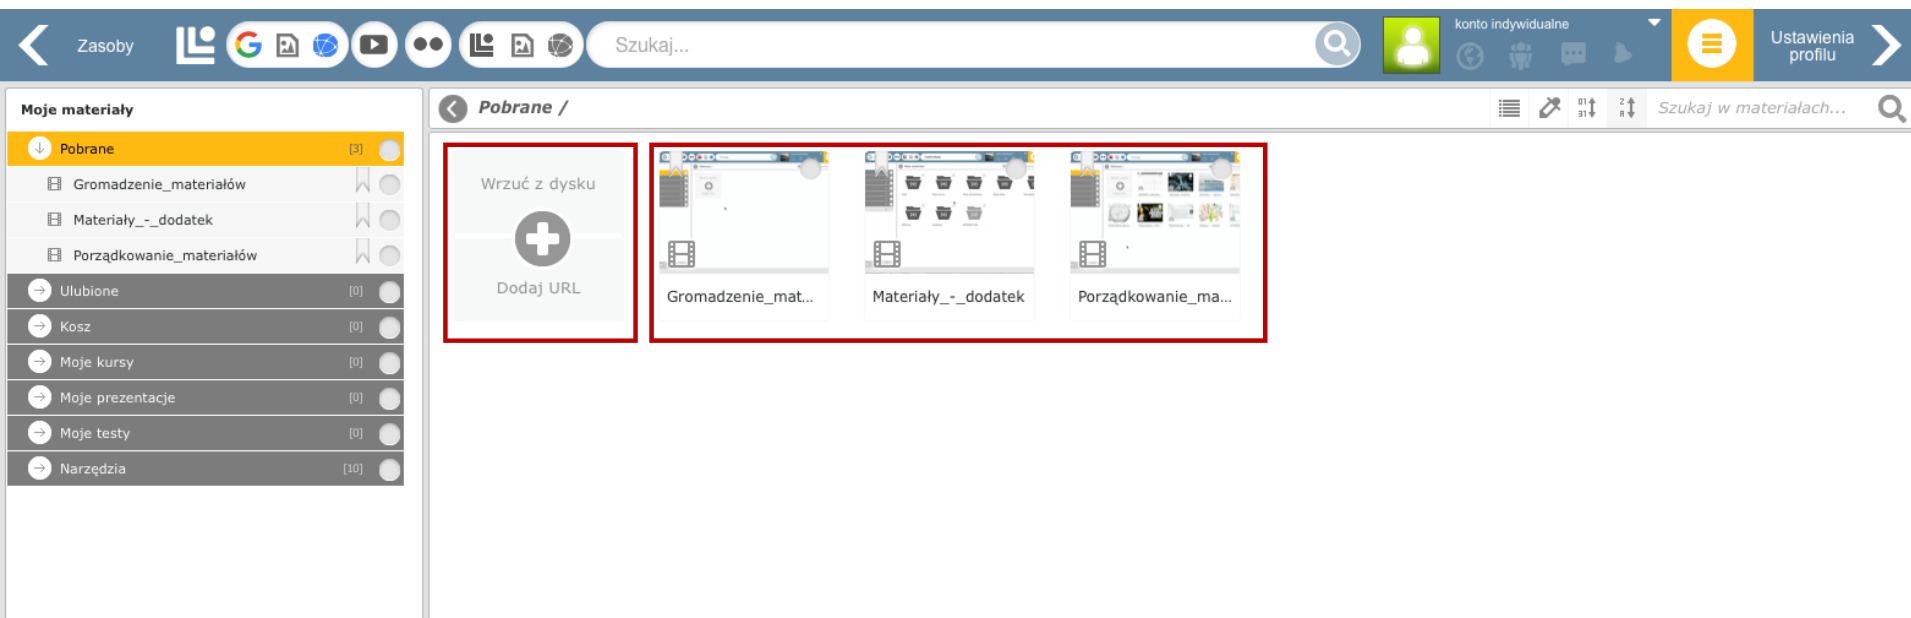 Zasoby
Szukaj...
konto indywidualne
Ustawienia
profilu
Moje materiały
Pobrane /
Szukaj w materiałach...
Pobrane [3]
Gromadzenie_materiałów
Materiały_-_dodatek
Porządkowanie_materiałów
Ulubione [0]
Kosz [0]
Moje kursy [0]
Moje prezentacje [0]
Moje testy [0]
Narzędzia [10]
Wrzuć z dysku
Dodaj URL
Gromadzenie_mat...
Materiały_-_dodatek
Porządkowanie_ma...